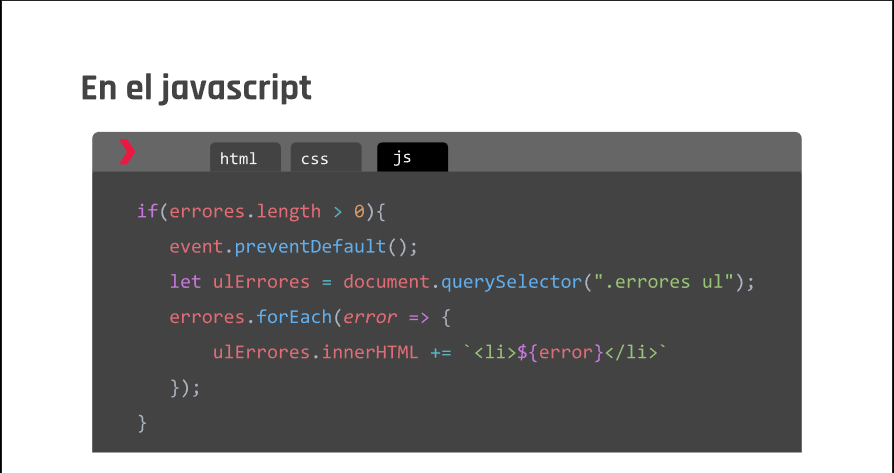 En el javascript
html css js
if(errores.length > 0){
event.preventDefault();
let ulErrores = document.querySelector(".errores ul");
errores.forEach(error => {
ulErrores.innerHTML += `<li>${error}</li>`
});
}